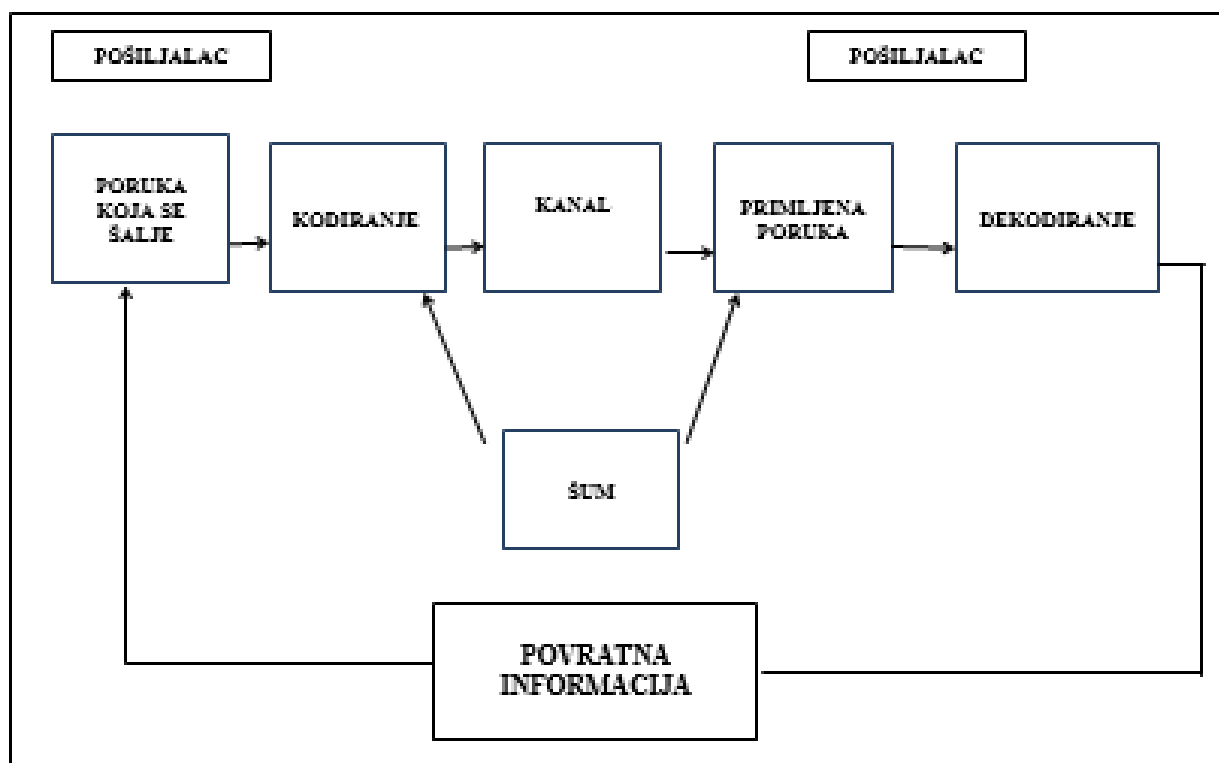 POŠILJALAC
POŠILJALAC
PORUKA
KOJA SE
ŠALJE
KODIRANJE
KANAL
PRIMLJENA
PORUKA
DEKODIRANJE
ŠUM
POVRATNA
INFORMACIJA